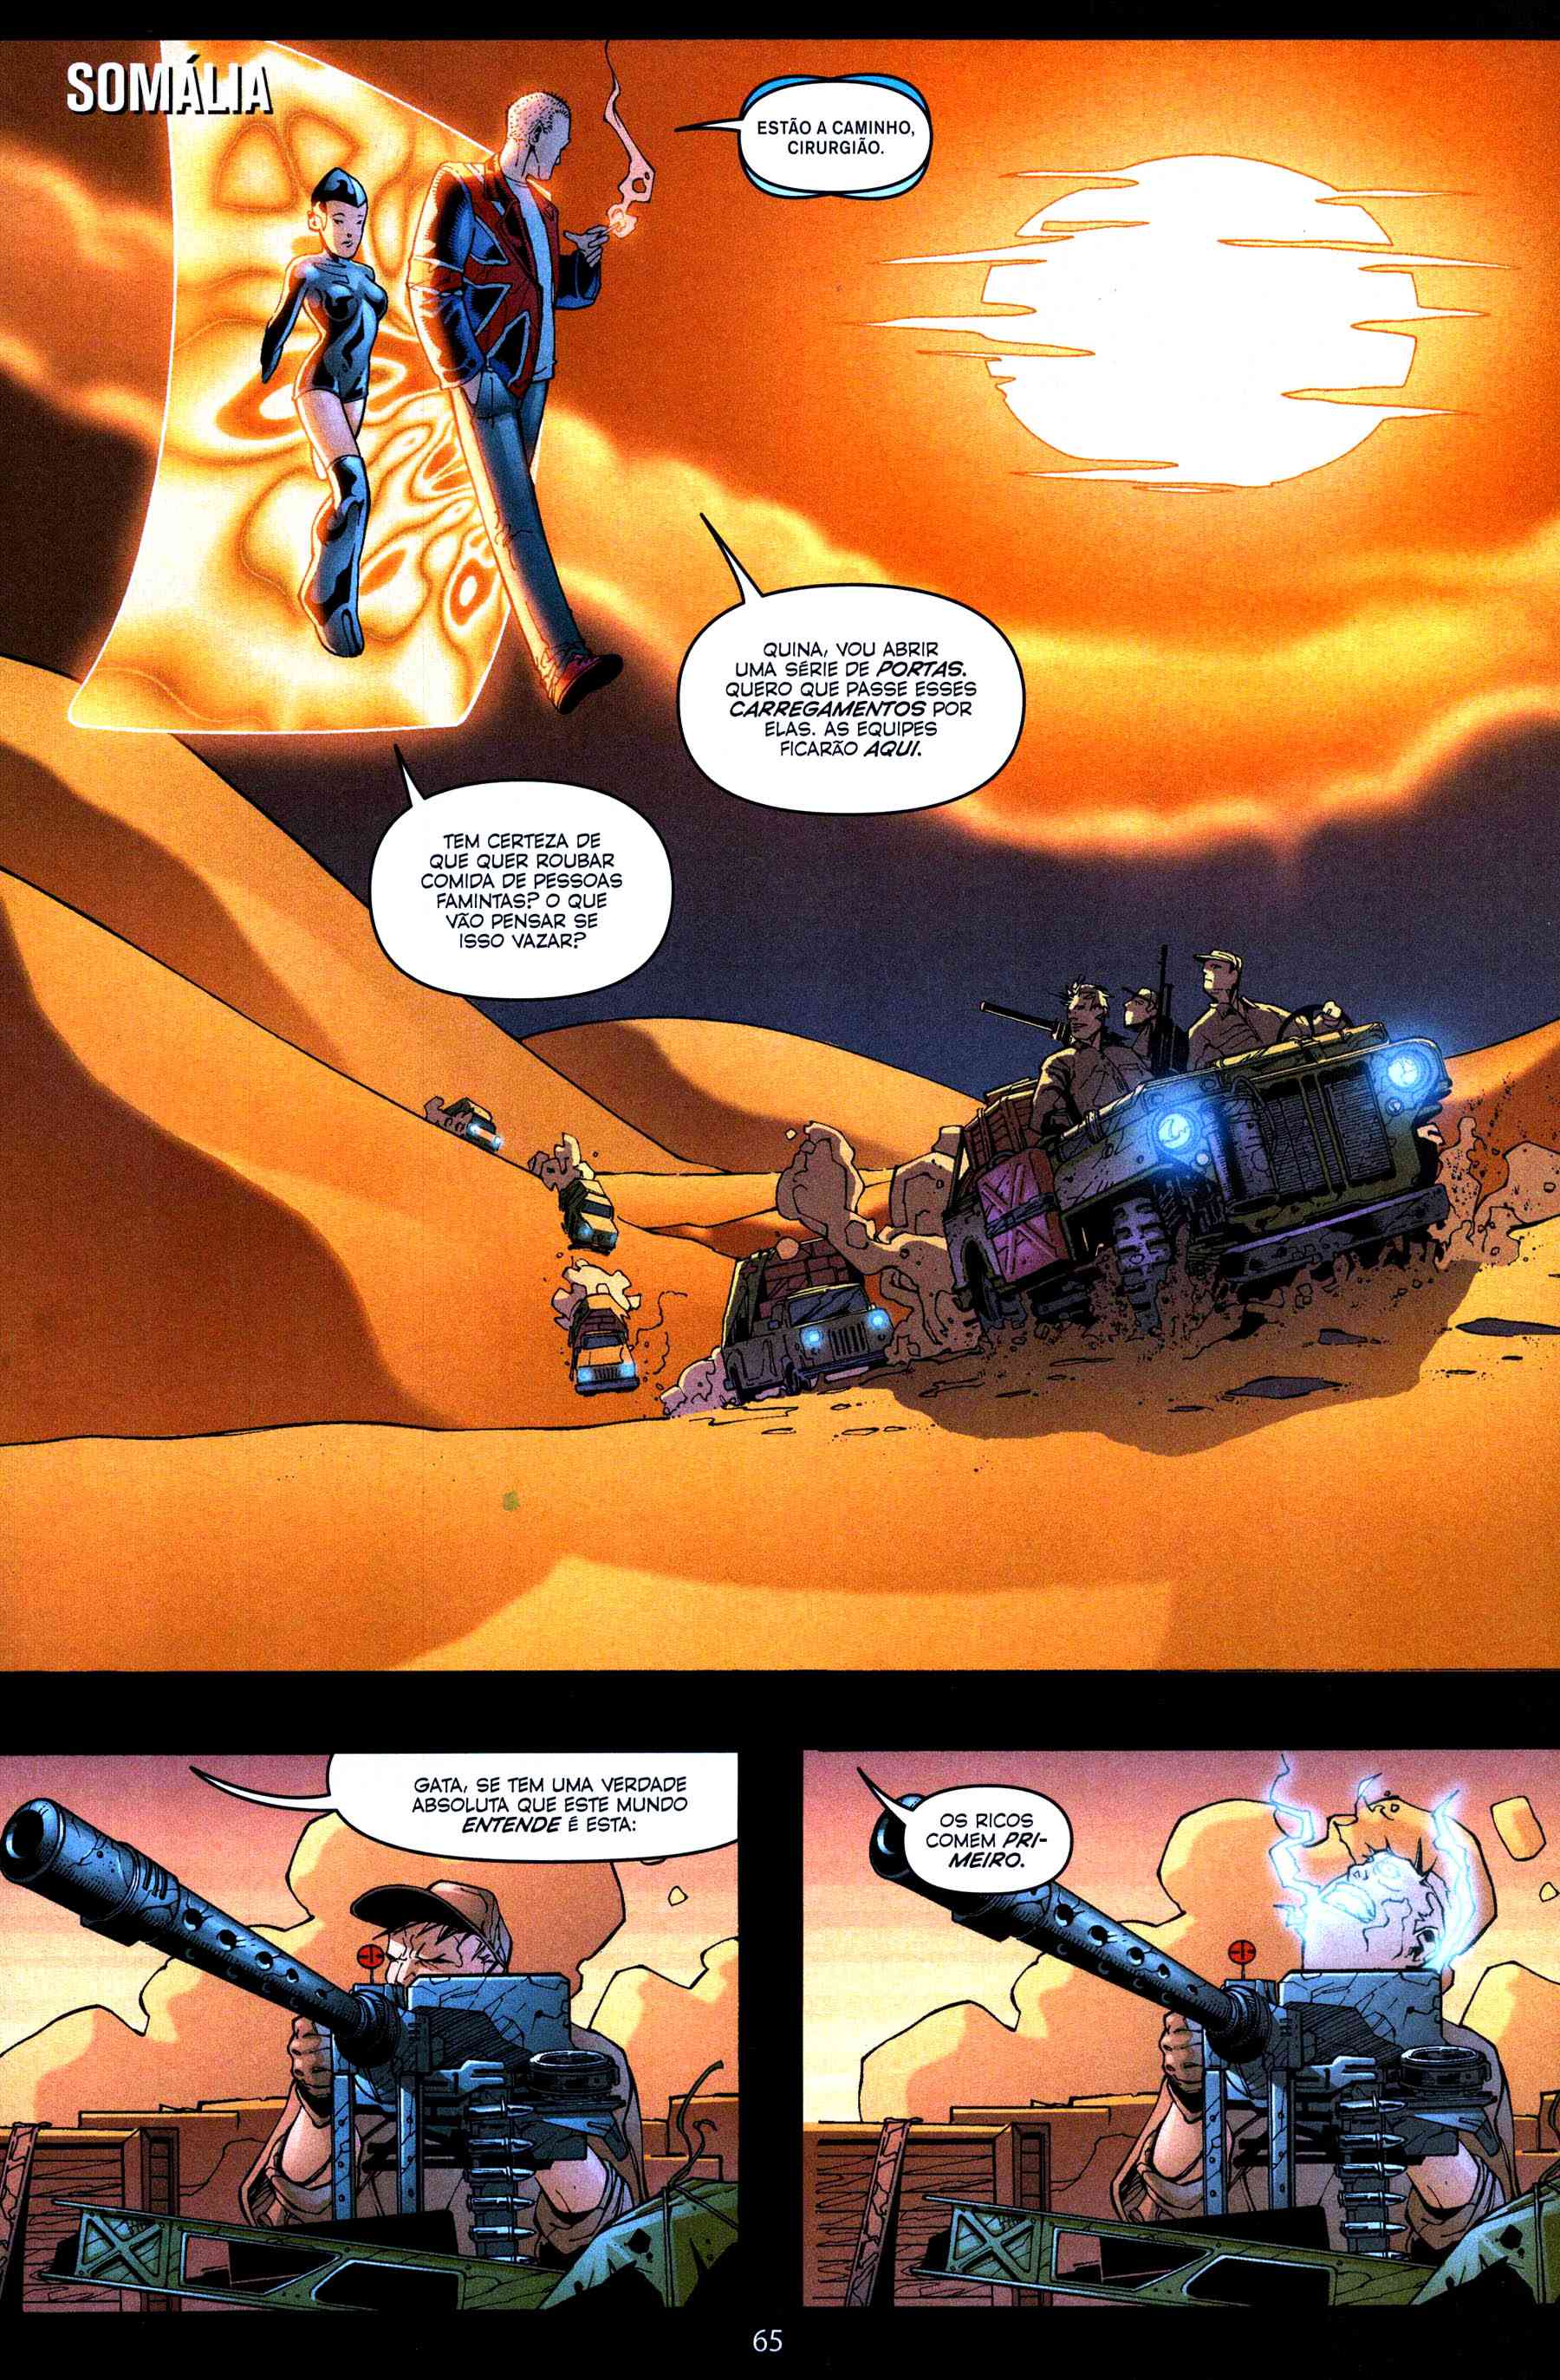 SOMÁLIA
ESTÃO A CAMINHO,
CIRURGIÃO.
QUINA, VOU ABRIR
UMA SÉRIE DE PORTAS.
QUERO QUE PASSE ESSES
CARREGAMENTOS POR
ELAS. AS EQUIPES
FICARÃO AQUI.
TEM CERTEZA DE
QUE QUER ROUBAR
COMIDA DE PESSOAS
FAMINTAS? O QUE
VÃO PENSAR SE
ISSO VAZAR?
GATA, SE TEM UMA VERDADE
ABSOLUTA QUE ESTE MUNDO
ENTENDE É ESTA:
OS RICOS
COMEM PRI-
MEIRO.
65